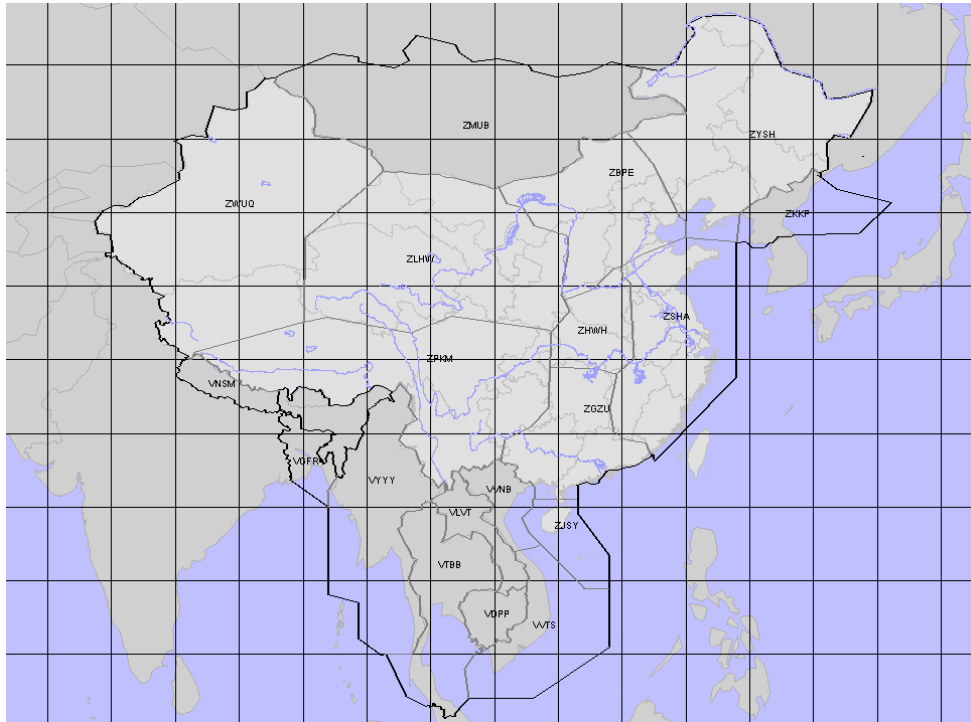 ZMUB
ZYSH
ZBPE
ZWUQ
ZKKP
ZLHW
ZSHA
ZHWH
ZPKM
VNSM
ZGZU
VGFR
VYYY
VVNB
VLVT
ZJSY
VTBB
VDPP
VVTS